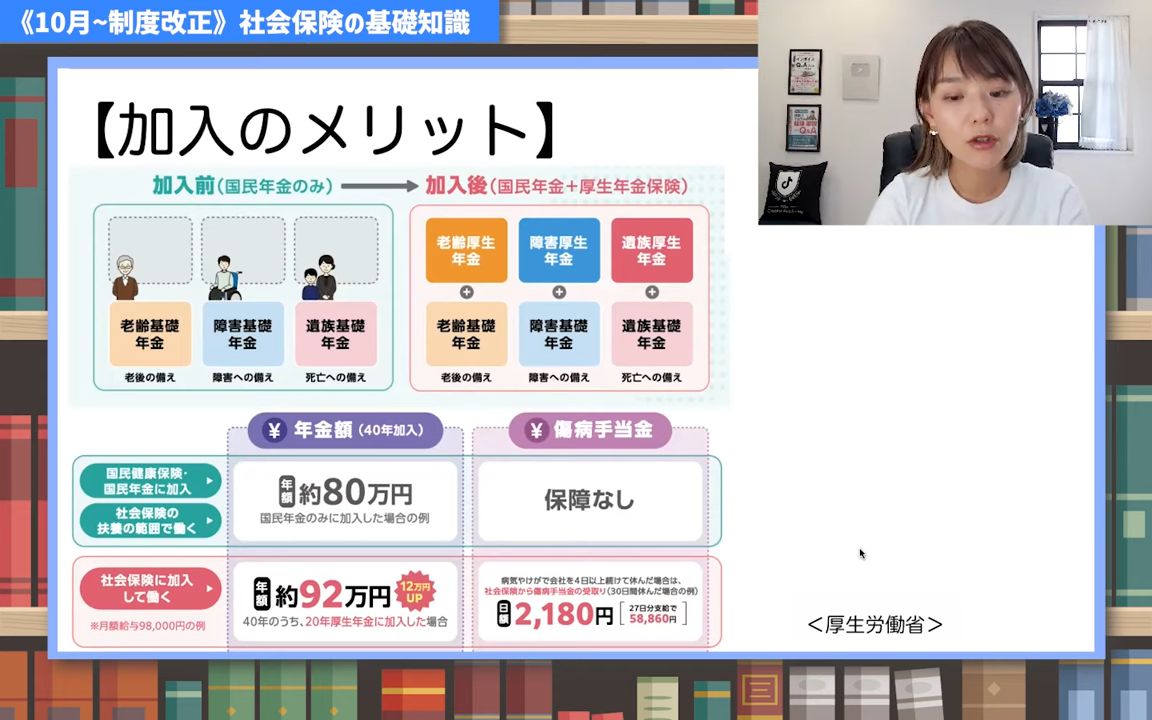 《10月~制度改正》社会保険の基礎知識
【加入のメリット】
加入前(国民年金のみ)
加入後(国民年金+厚生年金保険)
老齢厚生
年金
障害厚生
年金
遺族厚生
年金
老齢基礎
年金
障害基礎
年金
遺族基礎
年金
老齢基礎
年金
障害基礎
年金
遺族基礎
年金
老後の備え
障害への備え
死亡への備え
老後の備え
障害への備え
死亡への備え
¥ 年金額(40年加入)
¥ 傷病手当金
国民健康保険・
国民年金に加入
社会保険の
扶養の範囲で働く
年額 約80万円
国民年金のみに加入した場合の例
保障なし
社会保険に加入
して働く
※月額給与98,000円の例
年額 約92万円
12万円
UP
40年のうち、20年厚生年金に加入した場合
病気やけがで会社を4日以上続けて休んだ場合は、
社会保険から傷病手当金の受取り(30日間休んだ場合の例)
日額 2,180円
[27日分支給で
58,860円]
<厚生労働省>
Q&A
Q&A